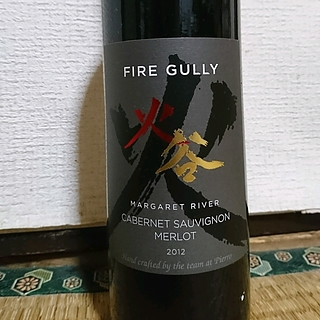 FIRE GULLY
火谷
MARGARET RIVER
CABERNET SAUVIGNON
MERLOT
2012
Hand crafted by the team at Pierro